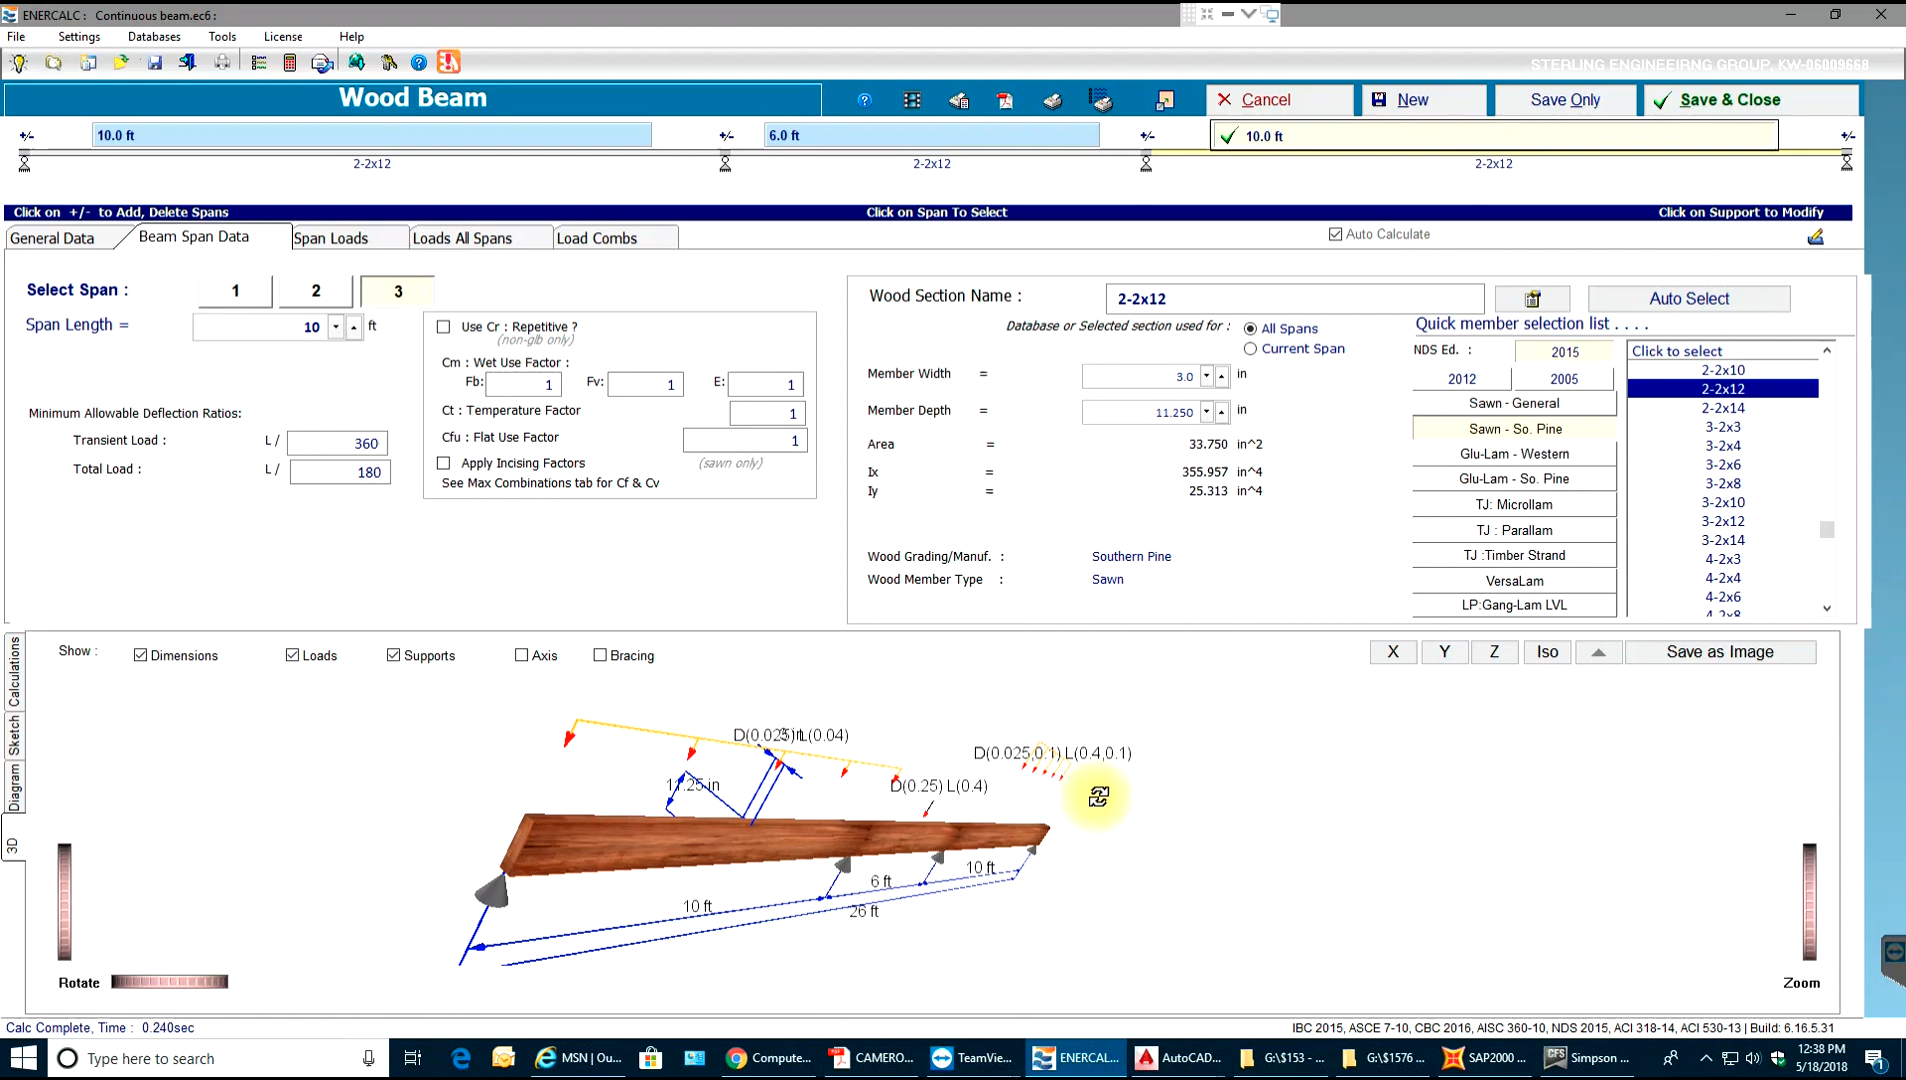 ENERCALC : Continuous beam.ec6 :
File Settings Databases Tools License Help
STERLING ENGINEEIRNG GROUP. KW-06009668
Wood Beam
Cancel New Save Only Save & Close
+/- 10.0 ft +/- 6.0 ft +/- 10.0 ft +/-
2-2x12 2-2x12 2-2x12
Click on +/- to Add, Delete Spans Click on Span To Select Click on Support to Modify
General Data Beam Span Data Span Loads Loads All Spans Load Combs Auto Calculate
Select Span : 1 2 3
Span Length = 10 ft
Minimum Allowable Deflection Ratios:
Transient Load : L / 360
Total Load : L / 180
Use Cr : Repetitive ?
(non-glb only)
Cm : Wet Use Factor :
Fb: 1 Fv: 1 E: 1
Ct : Temperature Factor 1
Cfu : Flat Use Factor 1
Apply Incising Factors (sawn only)
See Max Combinations tab for Cf & Cv
Wood Section Name : 2-2x12 Auto Select
Database or Selected section used for : All Spans
Current Span
Member Width = 3.0 in
Member Depth = 11.250 in
Area = 33.750 in^2
Ix = 355.957 in^4
Iy = 25.313 in^4
Wood Grading/Manuf. : Southern Pine
Wood Member Type : Sawn
Quick member selection list . . . .
NDS Ed. : 2015
2012 2005
Sawn - General
Sawn - So. Pine
Glu-Lam - Western
Glu-Lam - So. Pine
TJ: Microllam
TJ : Parallam
TJ :Timber Strand
VersaLam
LP:Gang-Lam LVL
Click to select
2-2x10
2-2x12
2-2x14
3-2x3
3-2x4
3-2x6
3-2x8
3-2x10
3-2x12
3-2x14
4-2x3
4-2x4
4-2x6
4-2x8
Calculations
Sketch
Diagram
3D
Show : Dimensions Loads Supports Axis Bracing
X Y Z Iso Save as Image
D(0.025) L(0.04)
3 in
D(0.025,0.1) L(0.4,0.1)
11.25 in
D(0.25) L(0.4)
10 ft
6 ft
10 ft
26 ft
Rotate
Zoom
Calc Complete, Time : 0.240sec
IBC 2015, ASCE 7-10, CBC 2016, AISC 360-10, NDS 2015, ACI 318-14, ACI 530-13 | Build: 6.16.5.31
Type here to search
MSN | Ou... Compute... CAMERO... TeamVie... ENERCAL... AutoCAD... G:\$153 - ... G:\$1576 ... SAP2000 ... CFS Simpson ...
12:38 PM
5/18/2018
1